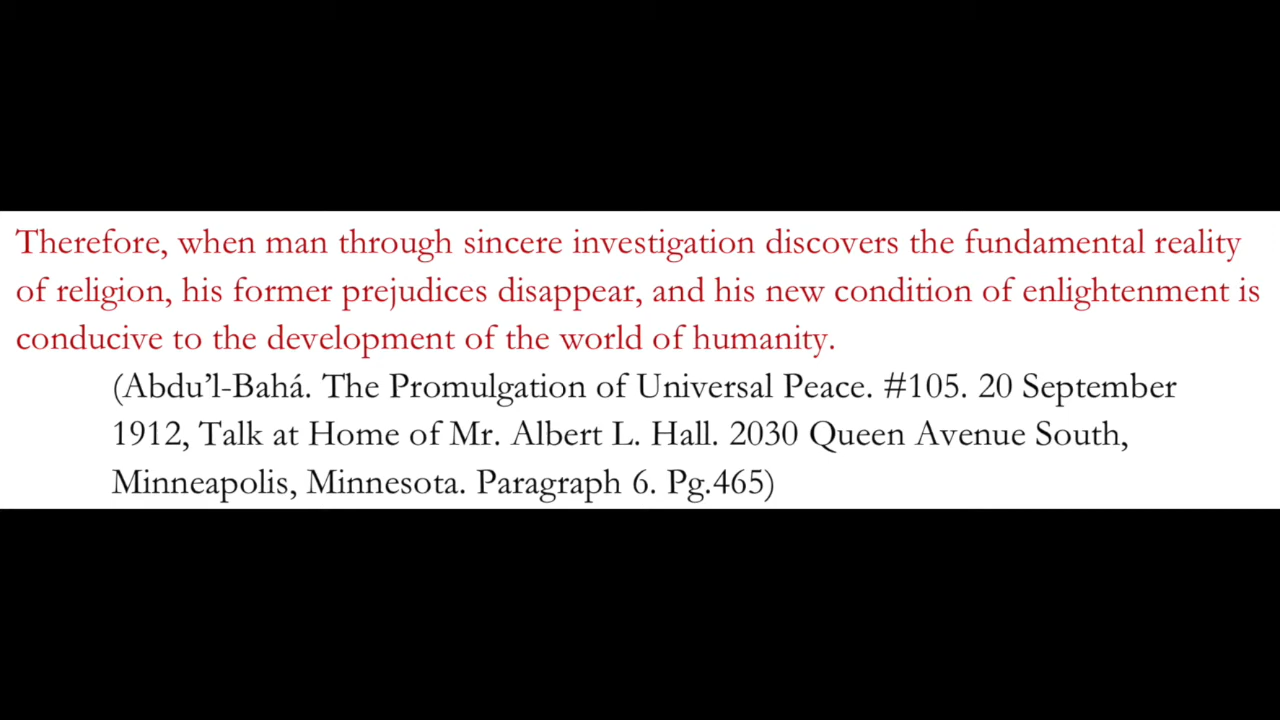 Therefore, when man through sincere investigation discovers the fundamental reality
of religion, his former prejudices disappear, and his new condition of enlightenment is
conducive to the development of the world of humanity.
(Abdu’l-Bahá. The Promulgation of Universal Peace. #105. 20 September
1912, Talk at Home of Mr. Albert L. Hall. 2030 Queen Avenue South,
Minneapolis, Minnesota. Paragraph 6. Pg.465)